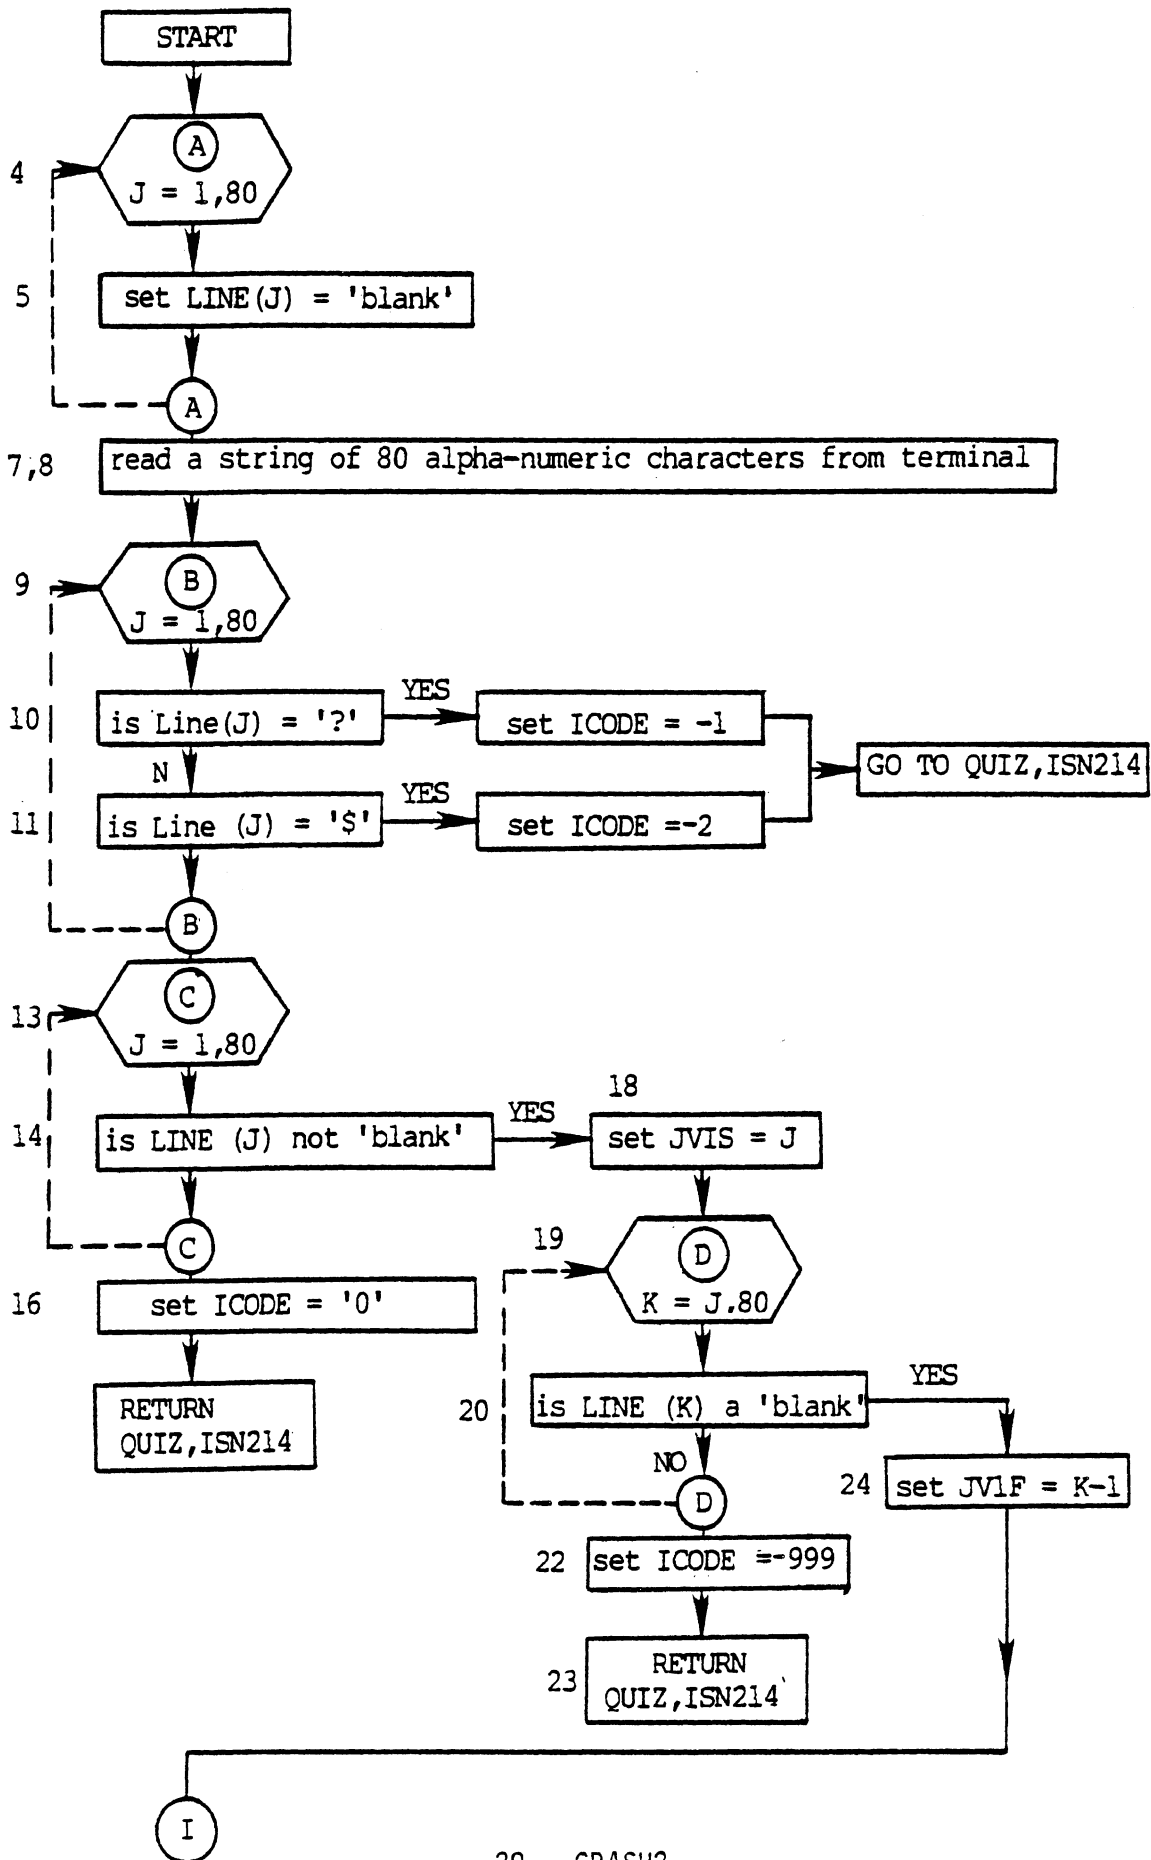 START
A
4
J = 1,80
5
set LINE(J) = 'blank'
A
7,8
read a string of 80 alpha-numeric characters from terminal
9
B
J = 1,80
10
is Line(J) = '?'
YES
set ICODE = -1
GO TO QUIZ,ISN214
N
11
is Line (J) = '$'
YES
set ICODE =-2
B
13
C
J = 1,80
14
is LINE (J) not 'blank'
YES
18
set JVIS = J
C
19
D
K = J.80
16
set ICODE = '0'
RETURN
QUIZ,ISN214
20
is LINE (K) a 'blank'
YES
NO
D
24
set JV1F = K-1
22
set ICODE =-999
23
RETURN
QUIZ,ISN214
I